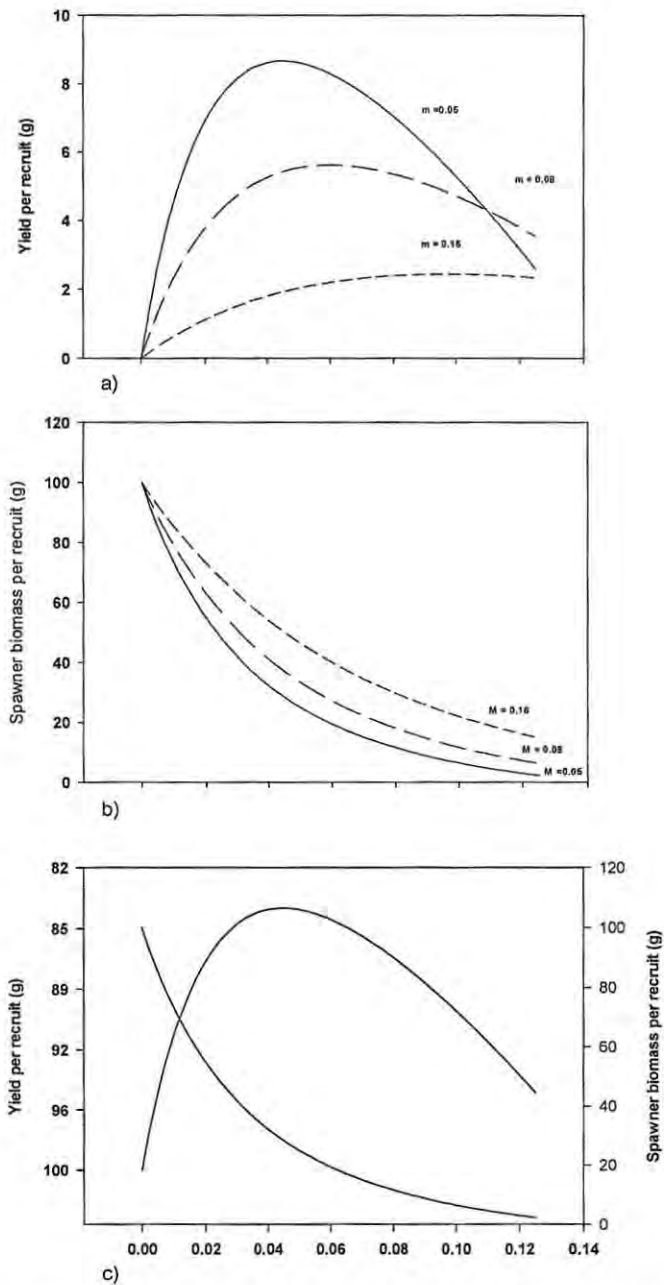 10
8
6
4
2
0
Yield per recruit (g)
m =0.05
m = 0.08
m = 0.16
a)
120
100
80
60
40
20
0
Spawner biomass per recruit (g)
M = 0.16
M = 0.08
M =0.05
b)
82
85
89
92
96
100
Yield per recruit (g)
120
100
80
60
40
20
0
Spawner biomass per recruit (g)
0.00 0.02 0.04 0.06 0.08 0.10 0.12 0.14
c)